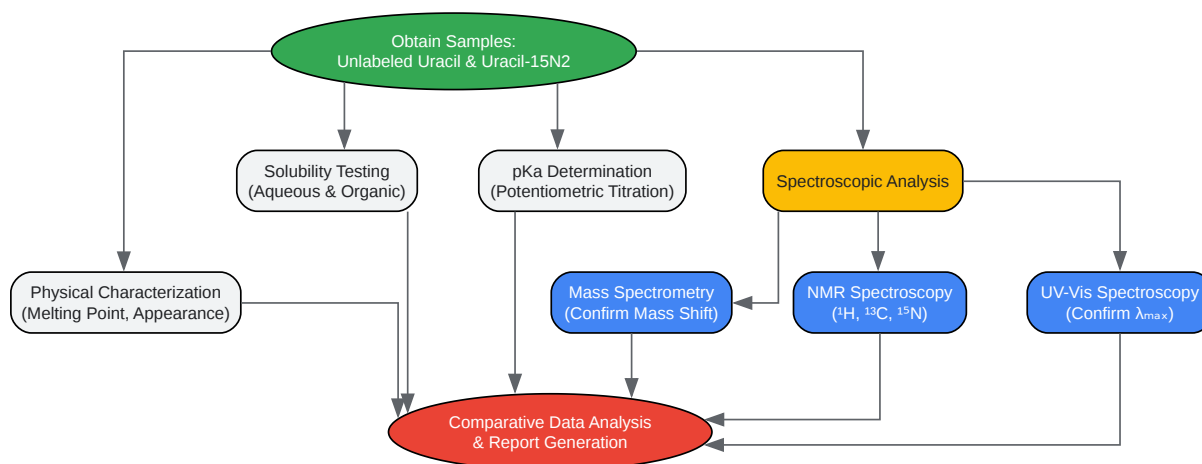 Obtain Samples:
Unlabeled Uracil & Uracil-15N2
Solubility Testing
(Aqueous & Organic)
pKa Determination
(Potentiometric Titration)
Spectroscopic Analysis
Physical Characterization
(Melting Point, Appearance)
Mass Spectrometry
(Confirm Mass Shift)
NMR Spectroscopy
(¹H, ¹³C, ¹⁵N)
UV-Vis Spectroscopy
(Confirm λₘₐₓ)
Comparative Data Analysis
& Report Generation